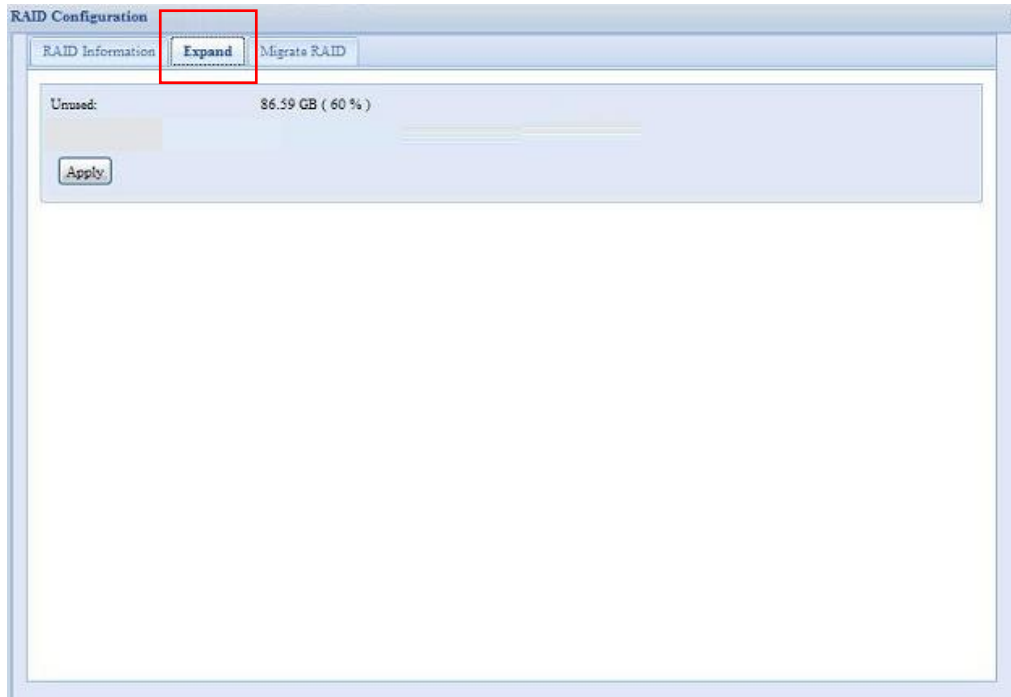 RAID Configuration
RAID Information Expand Migrate RAID
Unused: 86.59 GB ( 60 % )
Apply